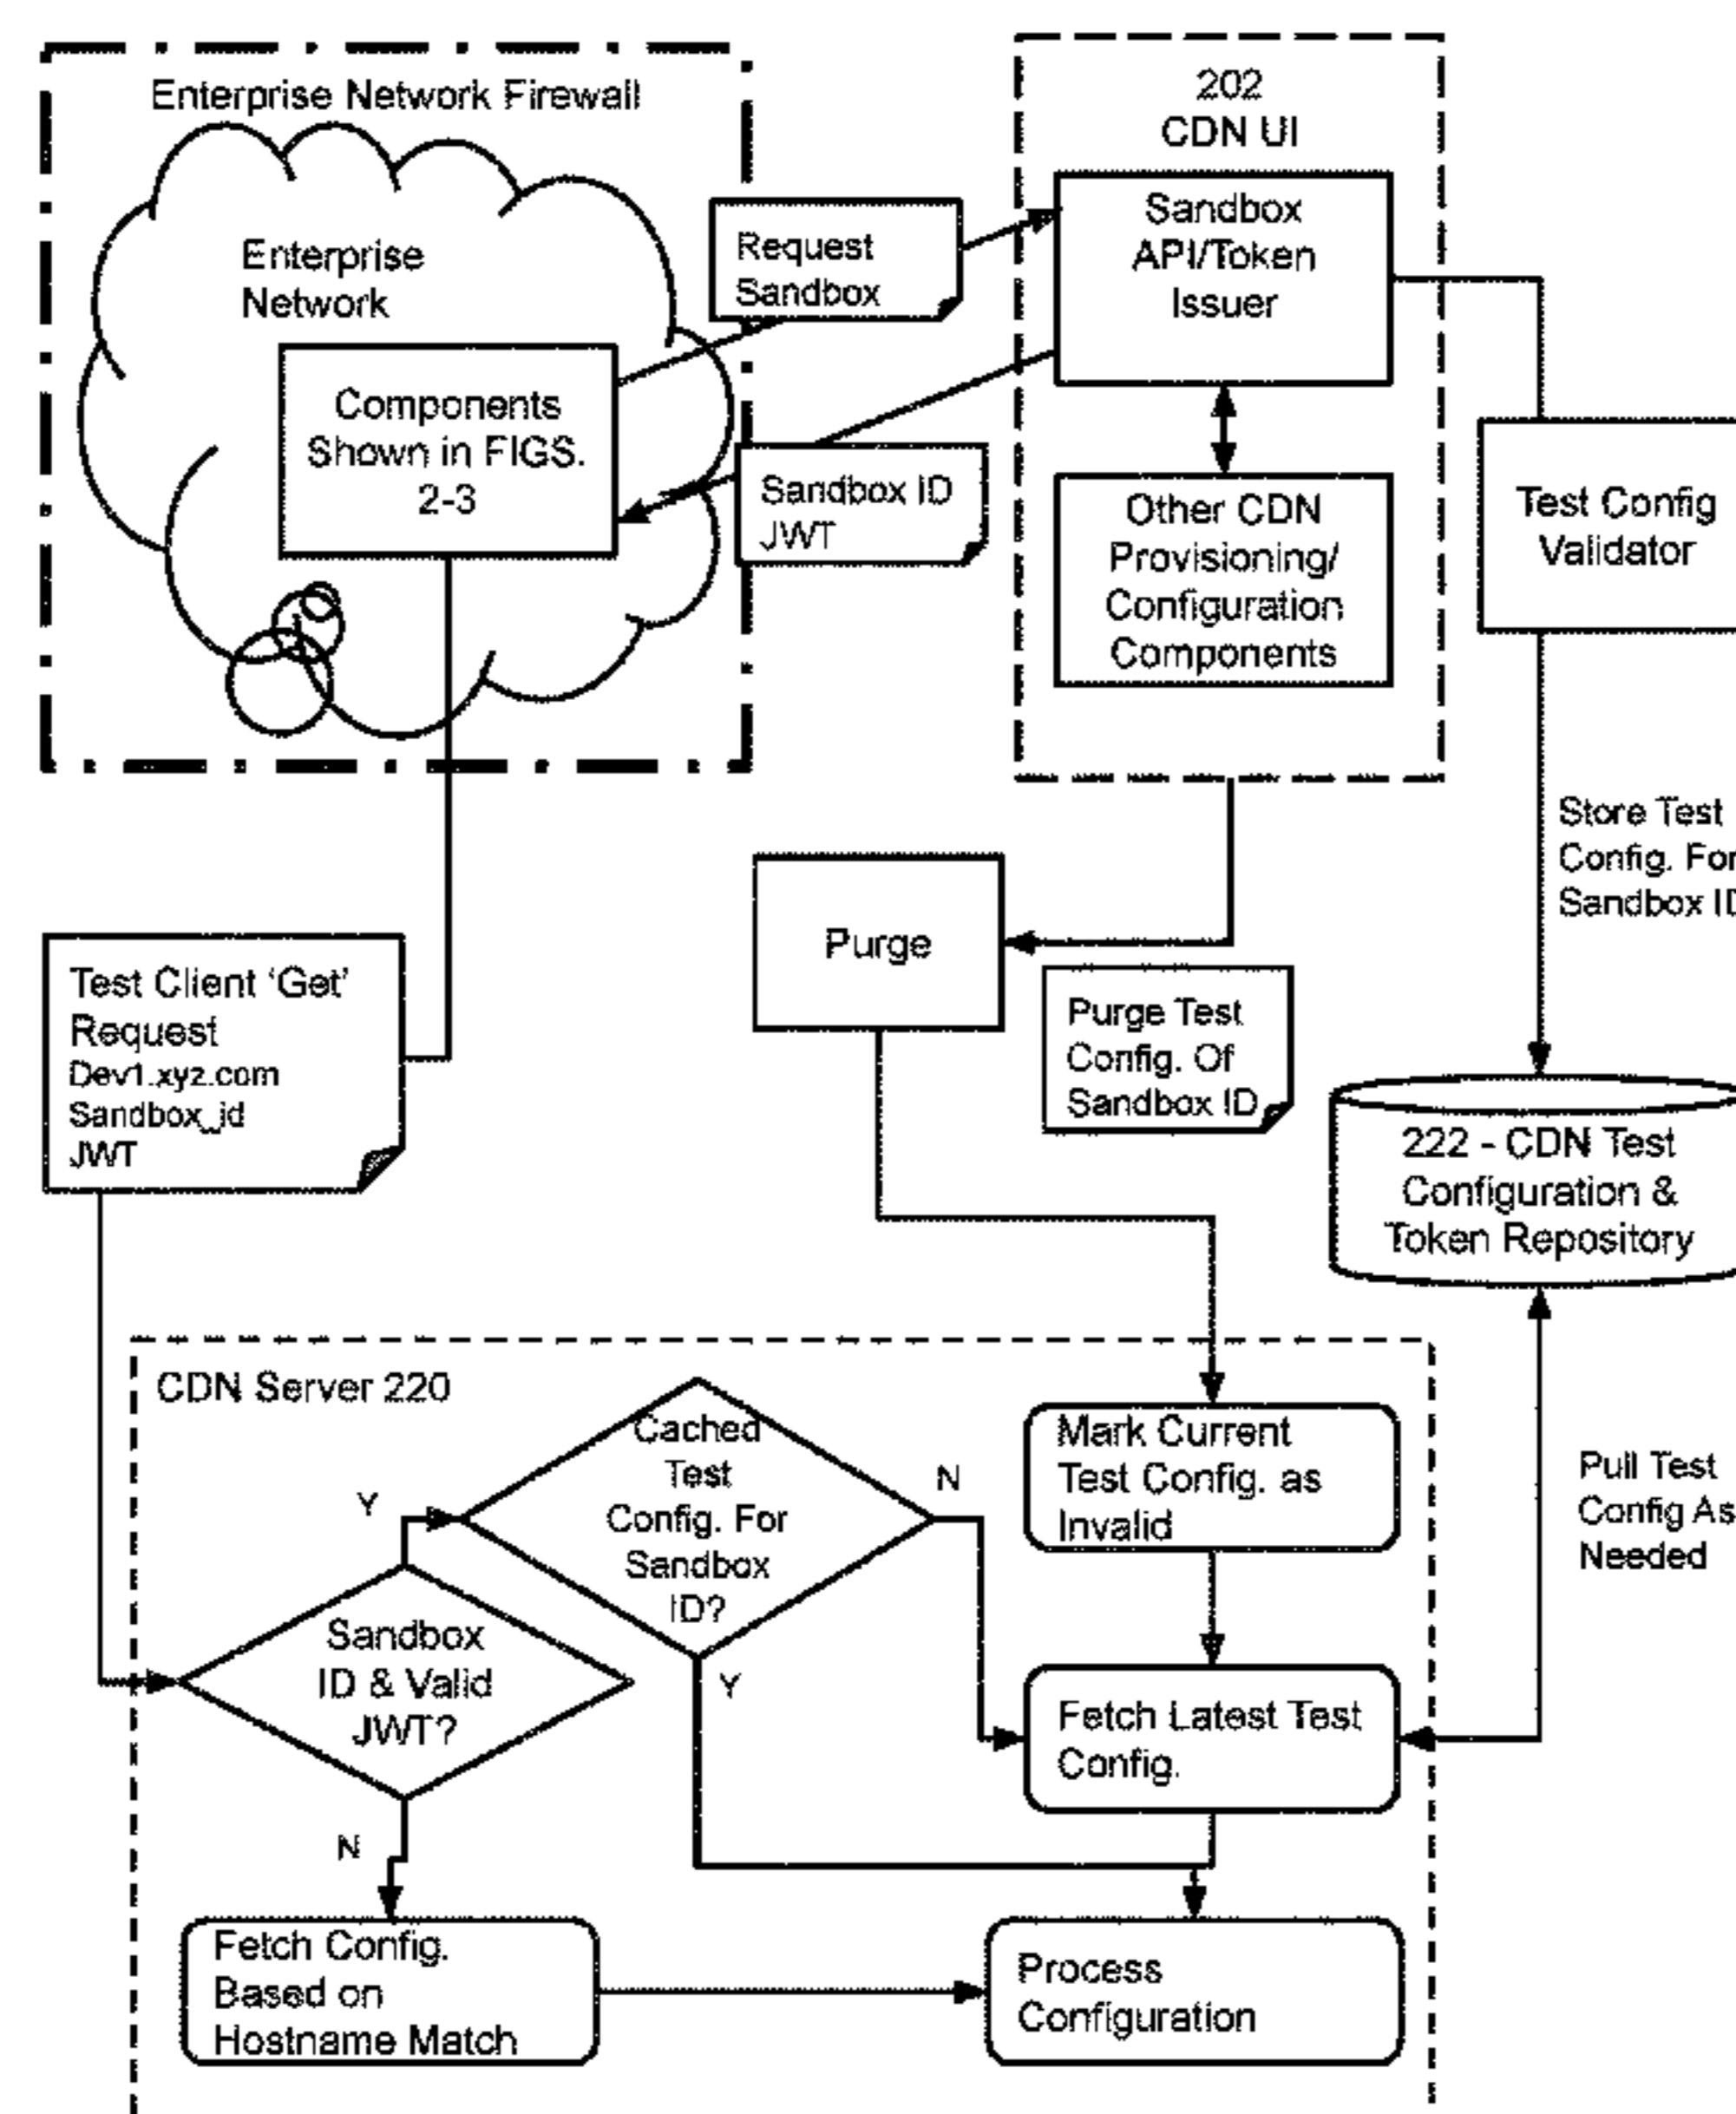 Enterprise Network Firewall
Enterprise
Network
Components
Shown in FIGS.
2-3
Request
Sandbox
Sandbox ID
JWT
202
CDN UI
Sandbox
API/Token
Issuer
Other CDN
Provisioning/
Configuration
Components
Test Config
Validator
Store Test
Config. For
Sandbox ID
Purge
Purge Test
Config. Of
Sandbox ID
Test Client ‘Get’
Request
Dev1.xyz.com
Sandbox_id
JWT
222 - CDN Test
Configuration &
Token Repository
CDN Server 220
Cached
Test
Config. For
Sandbox
ID?
Y
N
Mark Current
Test Config. as
Invalid
Pull Test
Config As
Needed
Sandbox
ID & Valid
JWT?
Y
Fetch Latest Test
Config.
N
Fetch Config.
Based on
Hostname Match
Process
Configuration